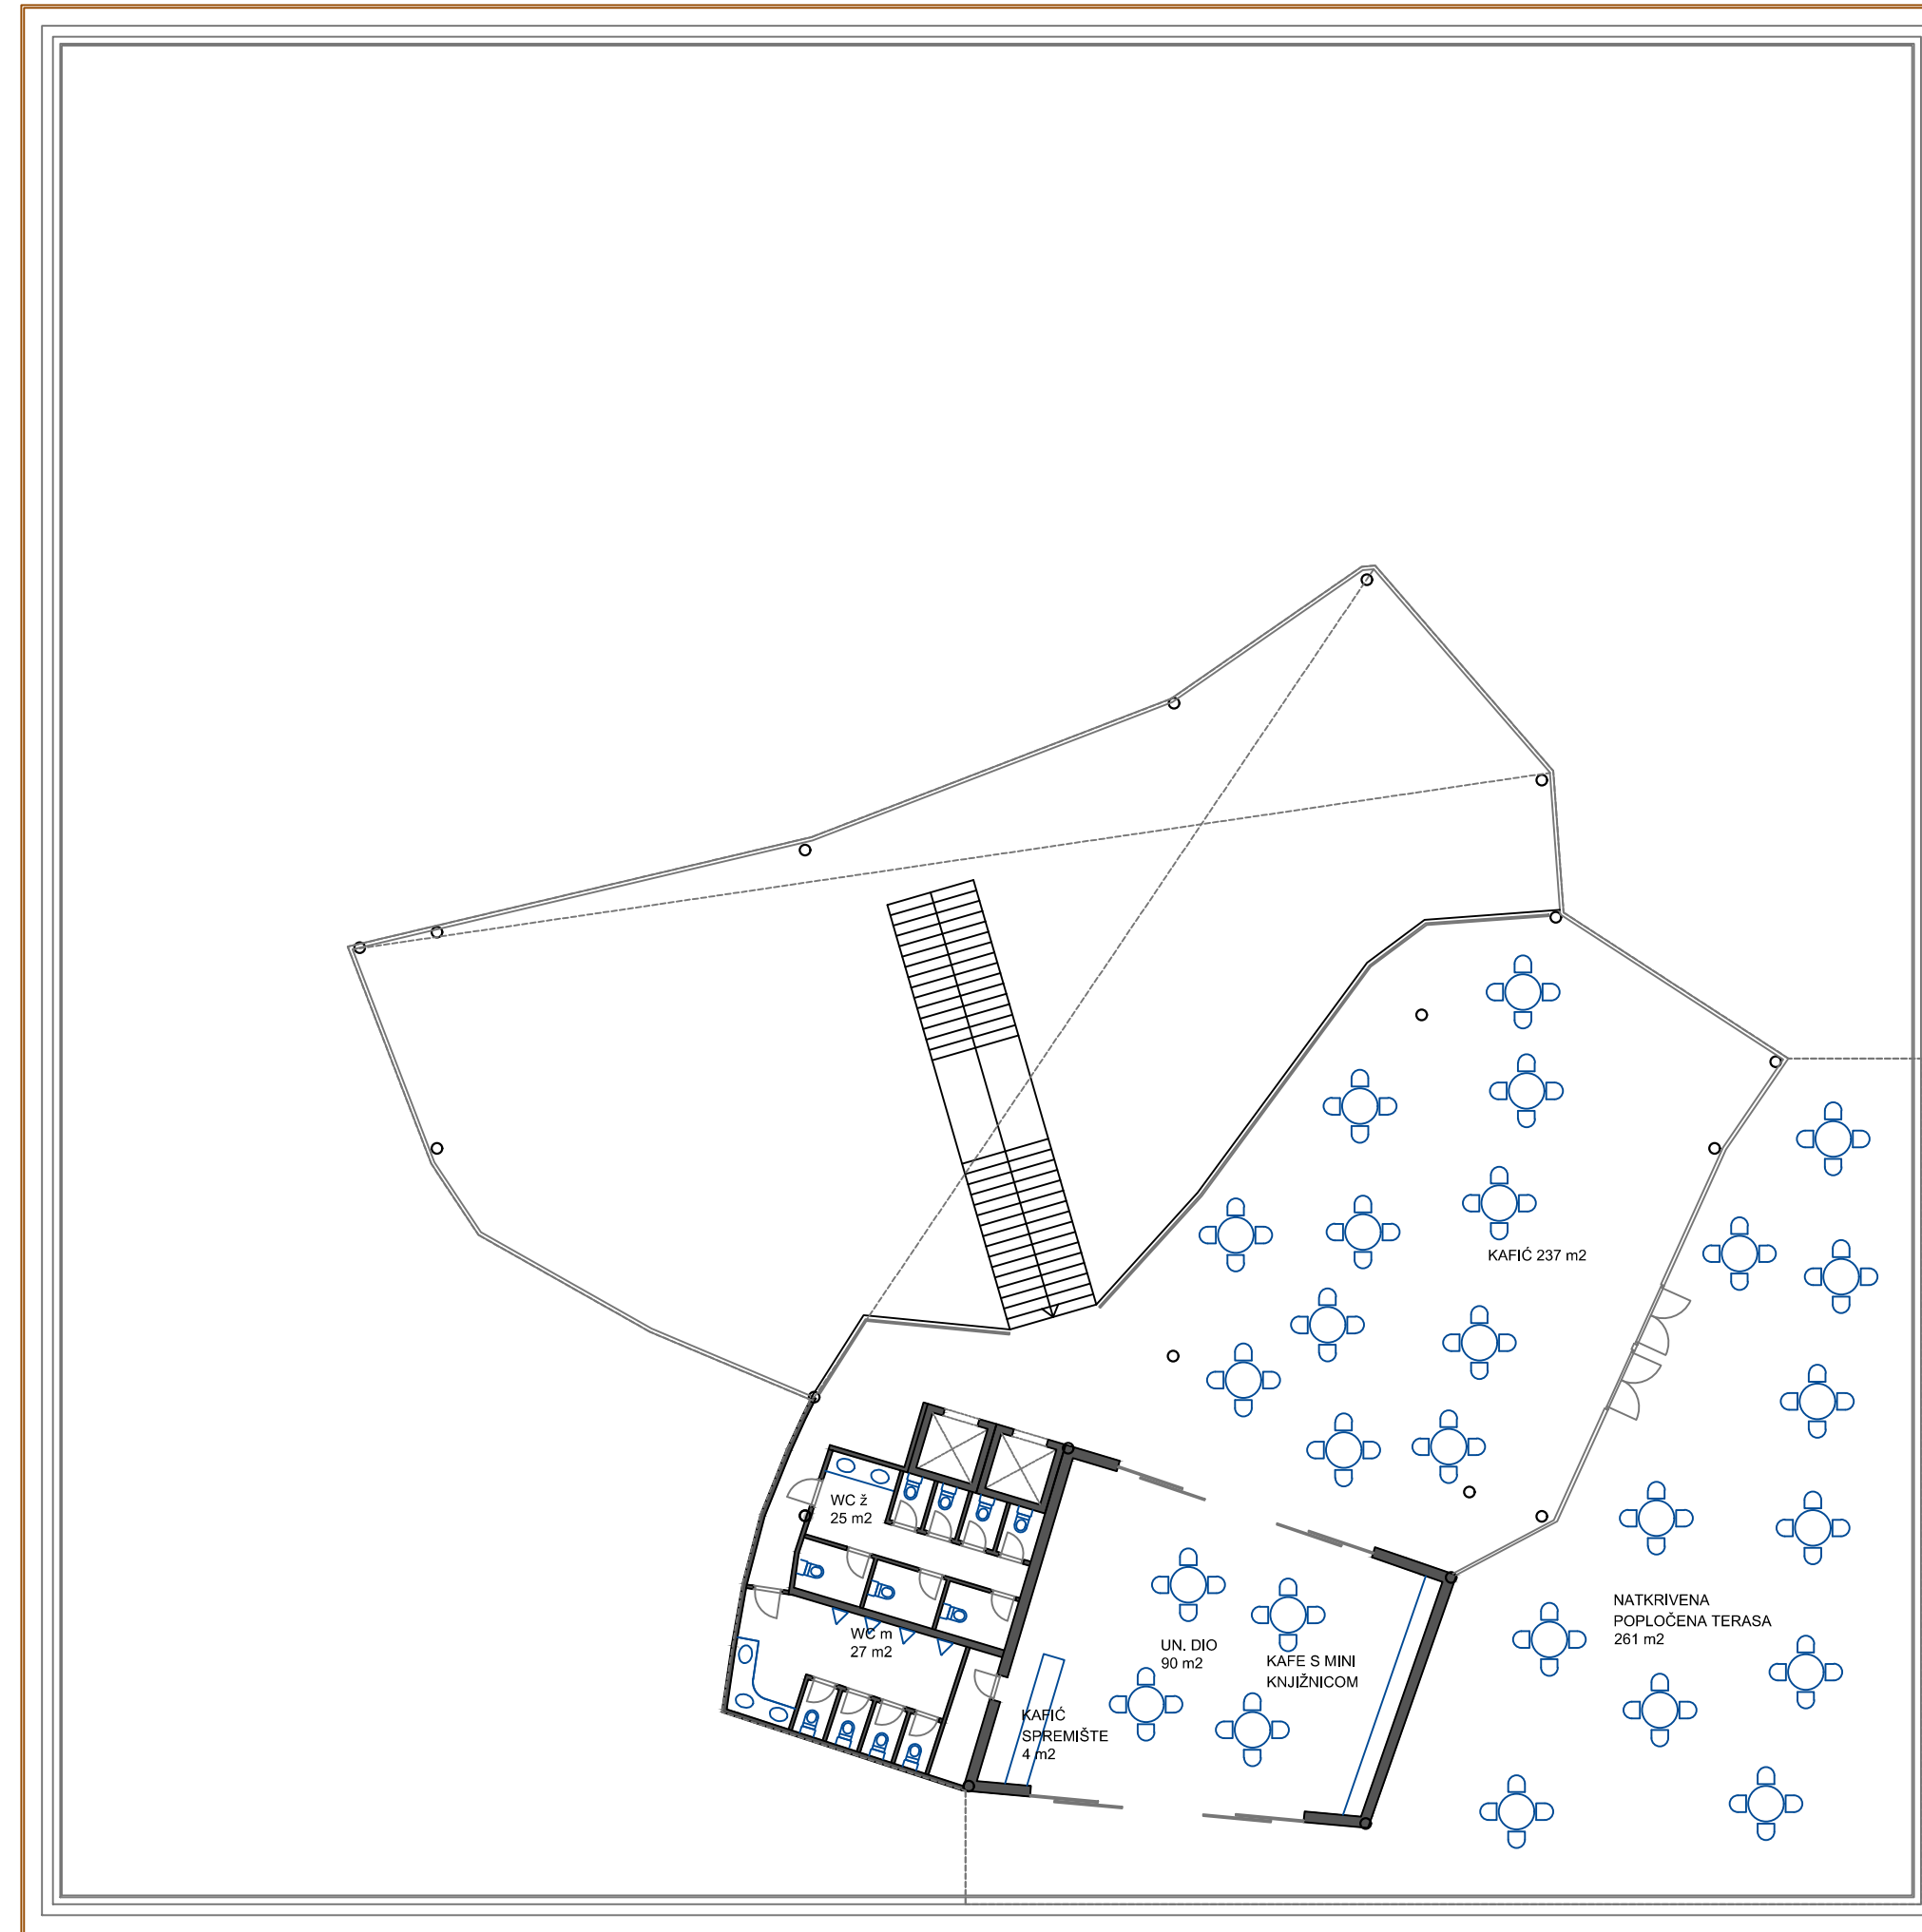 KAFIĆ 237 m2
WC ž
25 m2
WC m
27 m2
KAFIĆ
SPREMIŠTE
4 m2
UN. DIO
90 m2
KAFE S MINI
KNJIŽNICOM
NATKRIVENA
POPLOČENA TERASA
261 m2